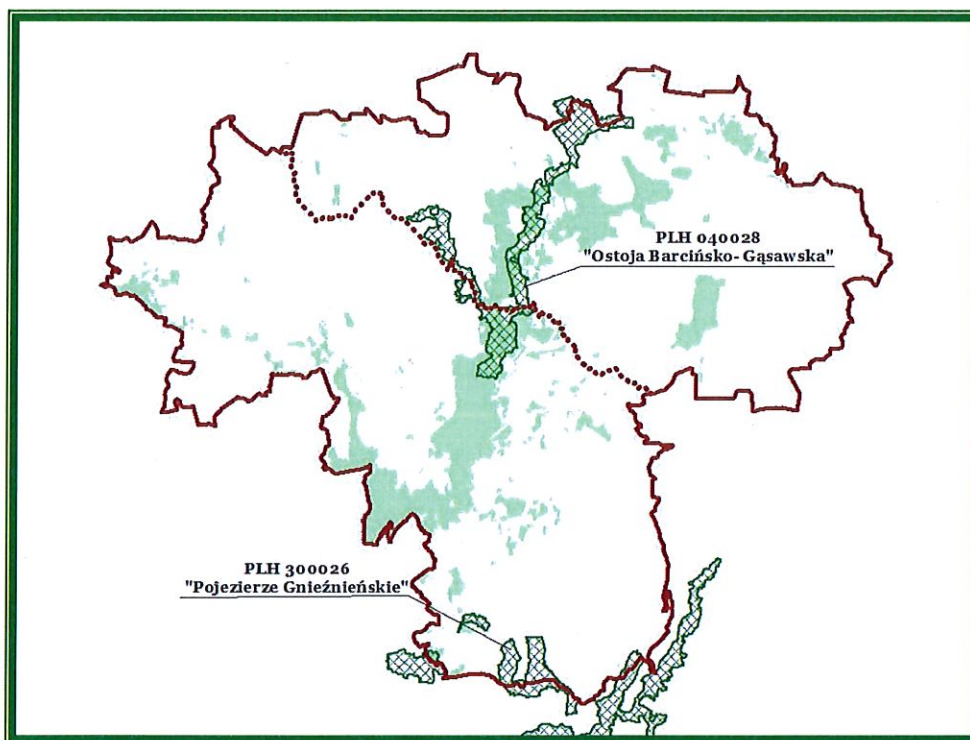 PLH 040028
"Ostoja Barcińsko- Gąsawska"
PLH 300026
"Pojezierze Gnieźnieńskie"